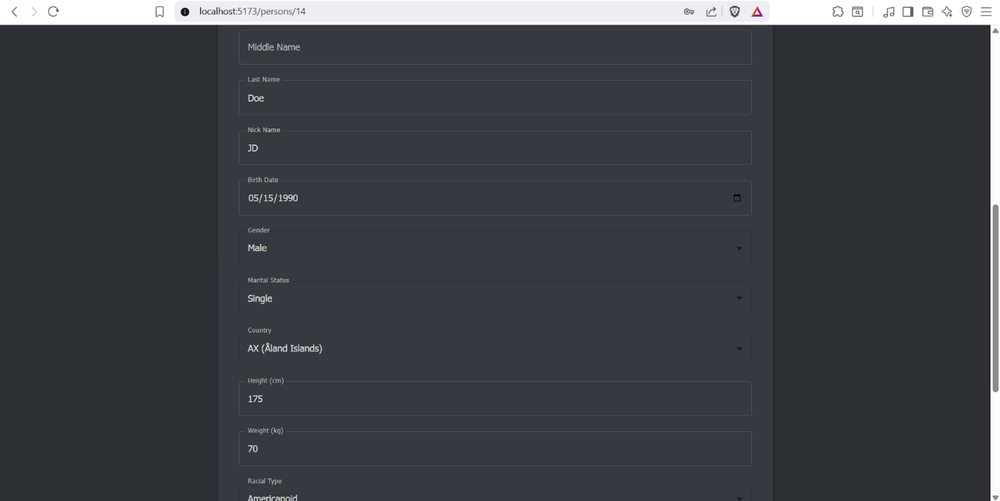 localhost:5173/persons/14
Middle Name
Last Name
Doe
Nick Name
JD
Birth Date
05/15/1990
Gender
Male
Marital Status
Single
Country
AX (Åland Islands)
Height (cm)
175
Weight (kg)
70
Racial Type
Americanoid